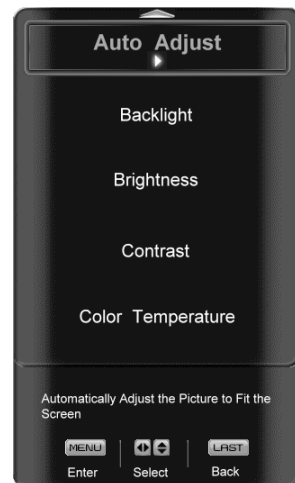 Auto Adjust
Backlight
Brightness
Contrast
Color Temperature
Automatically Adjust the Picture to Fit the
Screen
MENU LAST
Enter Select Back